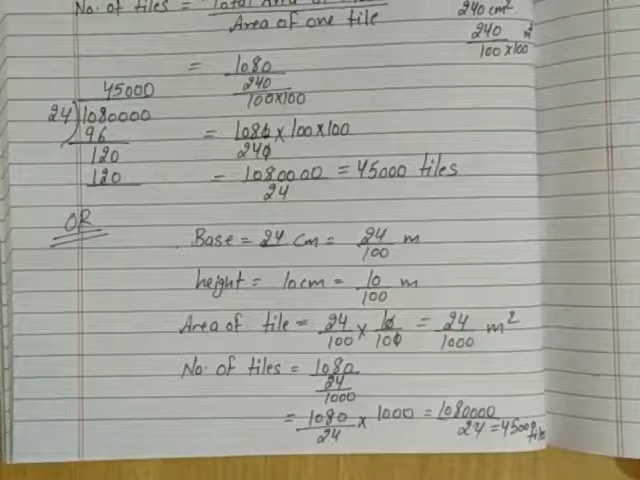 No. of tiles = Total Area of
Area of one tile
240 cm²
240 m²
100×100
= 1080
240
100×100
45000
24)1080000
96
120
120
= 1080 × 100×100
240
= 1080000 = 45000 tiles
24
OR
Base = 24 cm = 24 m
100
height = 10cm = 10 m
100
Area of tile = 24 × 10 = 24 m²
100 100 1000
No. of tiles = 1080
24
1000
= 1080 × 1000 = 1080000
24 24 = 45000 tiles